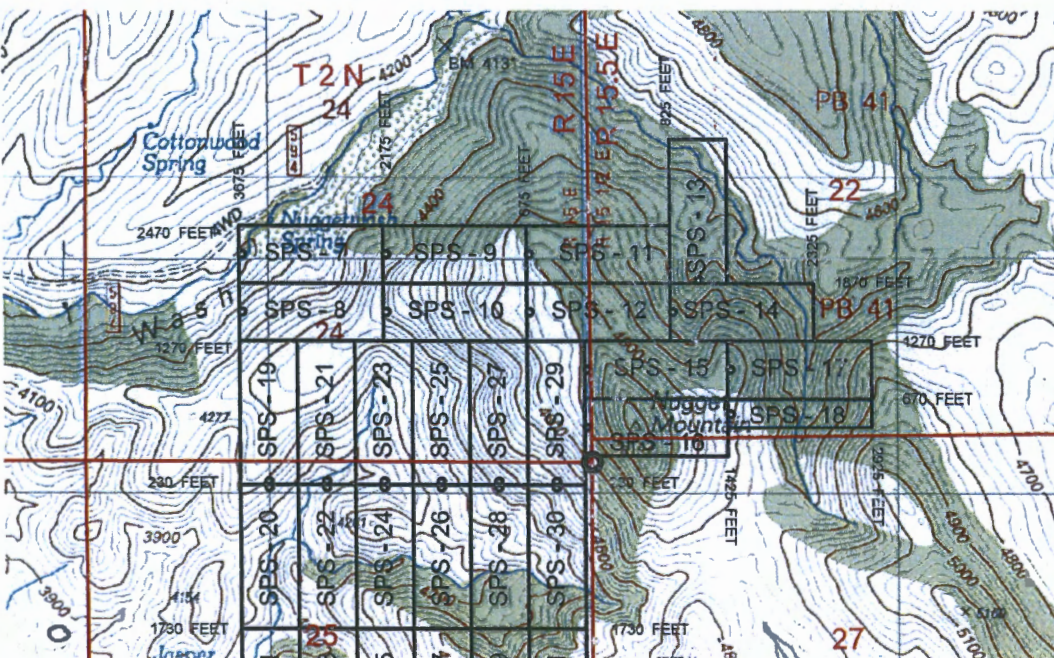 4800
T 2 N
4200
BM 4131
R 15 E
R 15.5 E
825 FEET
PB 41
24
2175 FEET
Cottonwood
Spring
3675 FEET
22
24
4400
675 FEET
4WD
2470 FEET
2325 FEET
Spring
SPS - 7
SPS - 9
SPS - 11
SPS - 13
1870 FEET
W a s h
SPS - 8
SPS - 10
SPS - 12
SPS - 14
PB 41
24
1270 FEET
1270 FEET
SPS - 15
SPS - 17
4100
SPS - 19
SPS - 21
SPS - 23
SPS - 25
SPS - 27
SPS - 29
670 FEET
4277
Mountain
SPS - 18
SPS - 16
230 FEET
1425 FEET
4700
3900
SPS - 20
SPS - 22
SPS - 24
SPS - 26
SPS - 28
SPS - 30
4900
4800
5000
3900
4154
1730 FEET
25
1730 FEET
27
5100
Jasper